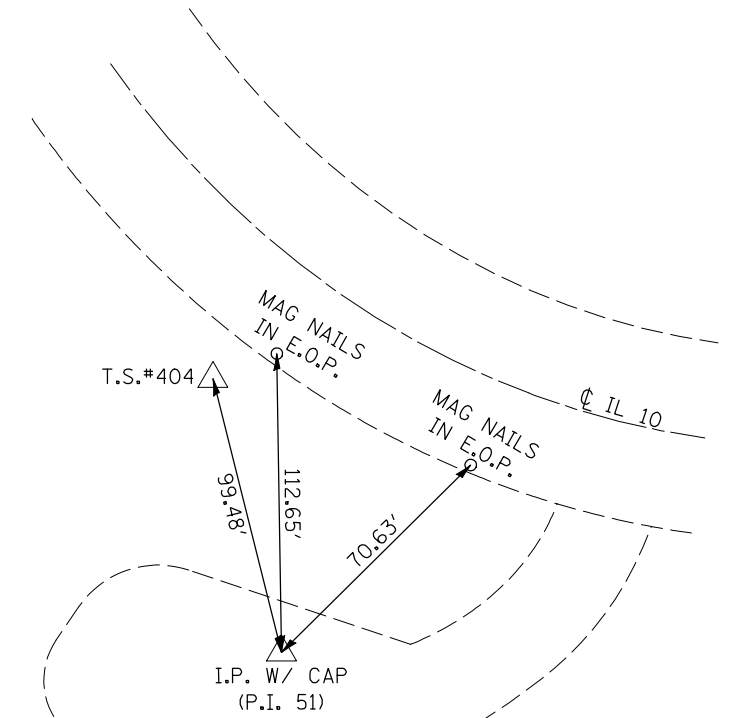 MAG NAILS
IN E.O.P.
T.S.#404
MAG NAILS
IN E.O.P.
℄ IL 10
99.48'
112.65'
70.63'
I.P. W/ CAP
(P.I. 51)